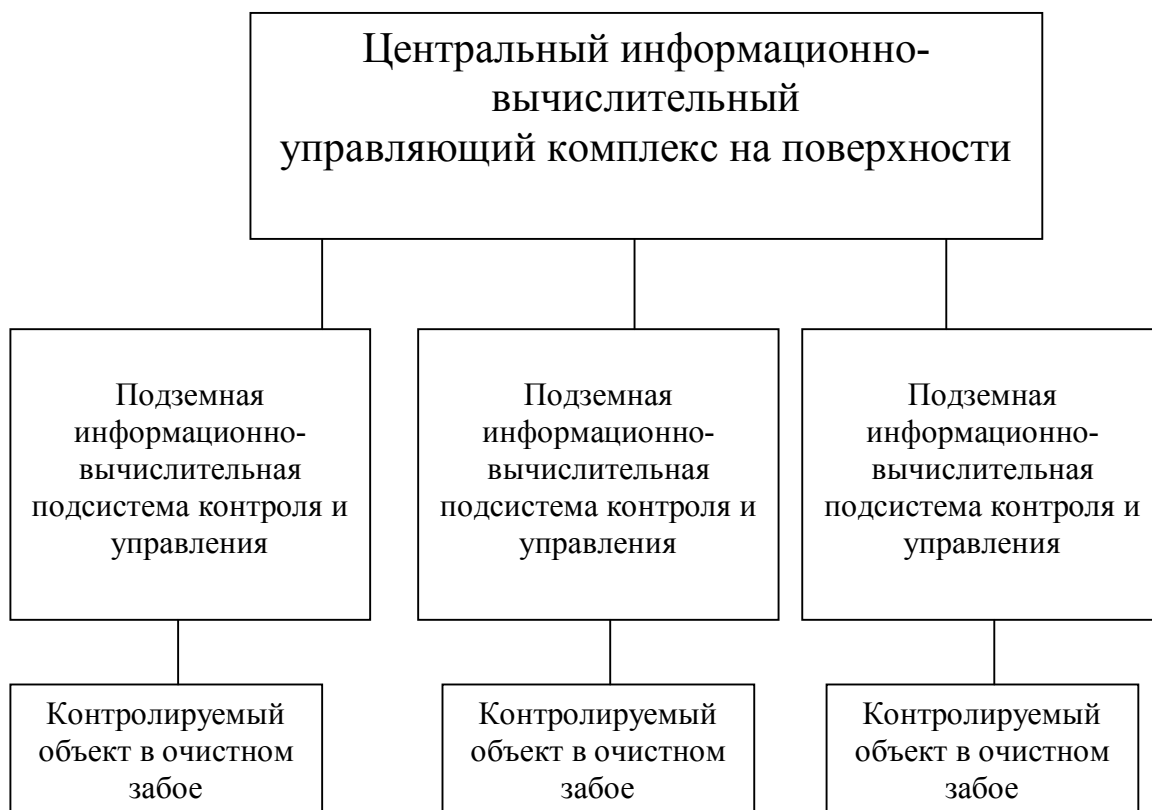 Центральный информационно-
вычислительный
управляющий комплекс на поверхности
Подземная
информационно-
вычислительная
подсистема контроля и
управления
Подземная
информационно-
вычислительная
подсистема контроля и
управления
Подземная
информационно-
вычислительная
подсистема контроля и
управления
Контролируемый
объект в очистном
забое
Контролируемый
объект в очистном
забое
Контролируемый
объект в очистном
забое